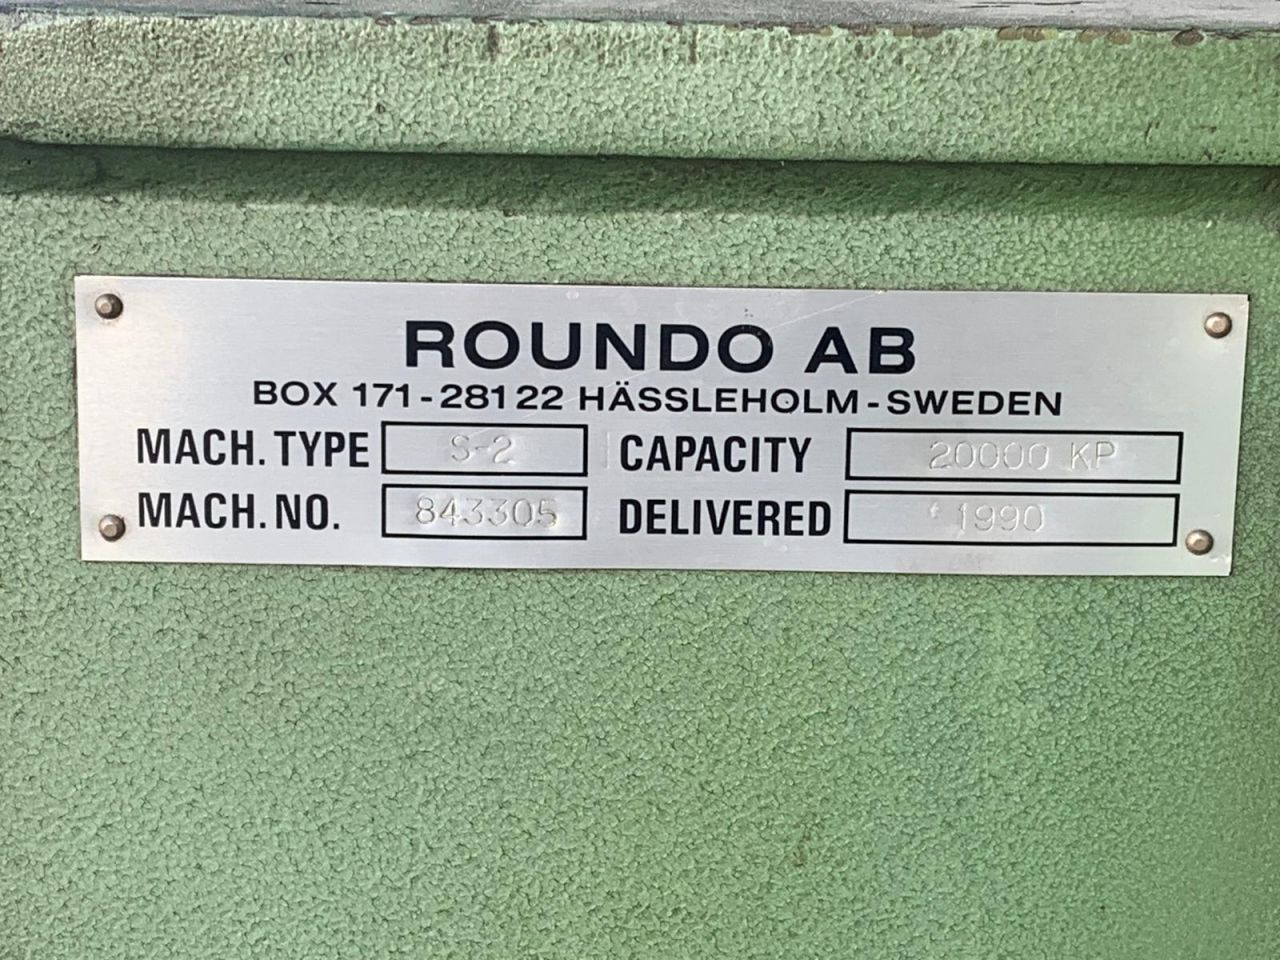 ROUNDO AB
BOX 171-281 22 HÄSSLEHOLM-SWEDEN
MACH. TYPE S-2 CAPACITY 20000 KP
MACH. NO. 843305 DELIVERED 1990